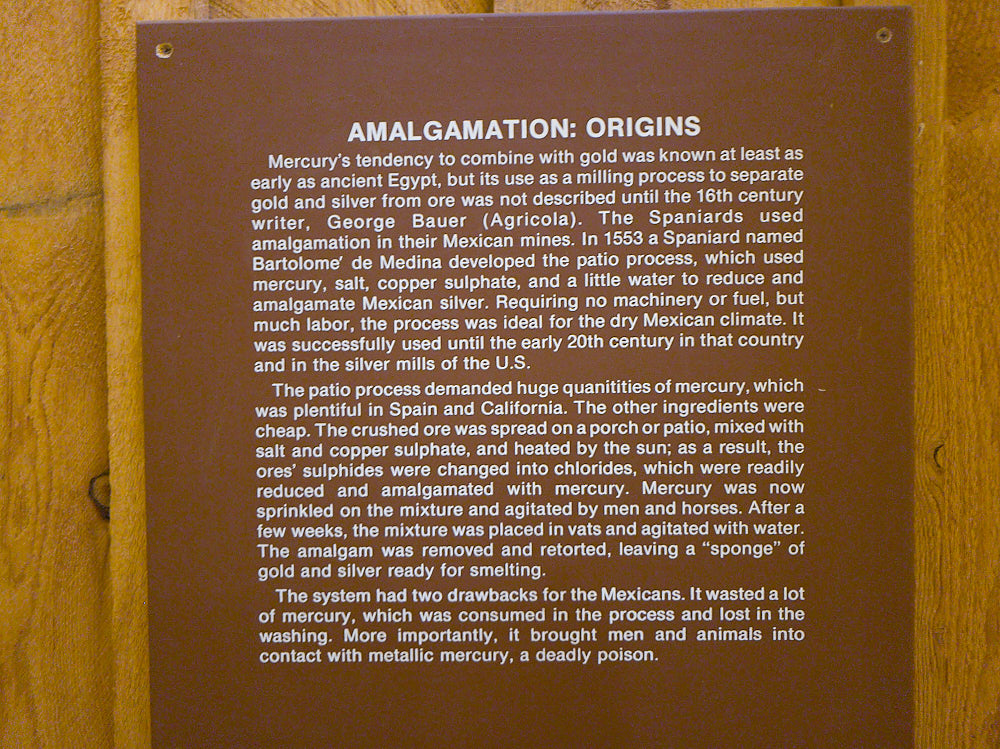 AMALGAMATION: ORIGINS
Mercury's tendency to combine with gold was known at least as
early as ancient Egypt, but its use as a milling process to separate
gold and silver from ore was not described until the 16th century
writer, George Bauer (Agricola). The Spaniards used
amalgamation in their Mexican mines. In 1553 a Spaniard named
Bartolome' de Medina developed the patio process, which used
mercury, salt, copper sulphate, and a little water to reduce and
amalgamate Mexican silver. Requiring no machinery or fuel, but
much labor, the process was ideal for the dry Mexican climate. It
was successfully used until the early 20th century in that country
and in the silver mills of the U.S.
The patio process demanded huge quanitities of mercury, which
was plentiful in Spain and California. The other ingredients were
cheap. The crushed ore was spread on a porch or patio, mixed with
salt and copper sulphate, and heated by the sun; as a result, the
ores' sulphides were changed into chlorides, which were readily
reduced and amalgamated with mercury. Mercury was now
sprinkled on the mixture and agitated by men and horses. After a
few weeks, the mixture was placed in vats and agitated with water.
The amalgam was removed and retorted, leaving a “sponge” of
gold and silver ready for smelting.
The system had two drawbacks for the Mexicans. It wasted a lot
of mercury, which was consumed in the process and lost in the
washing. More importantly, it brought men and animals into
contact with metallic mercury, a deadly poison.